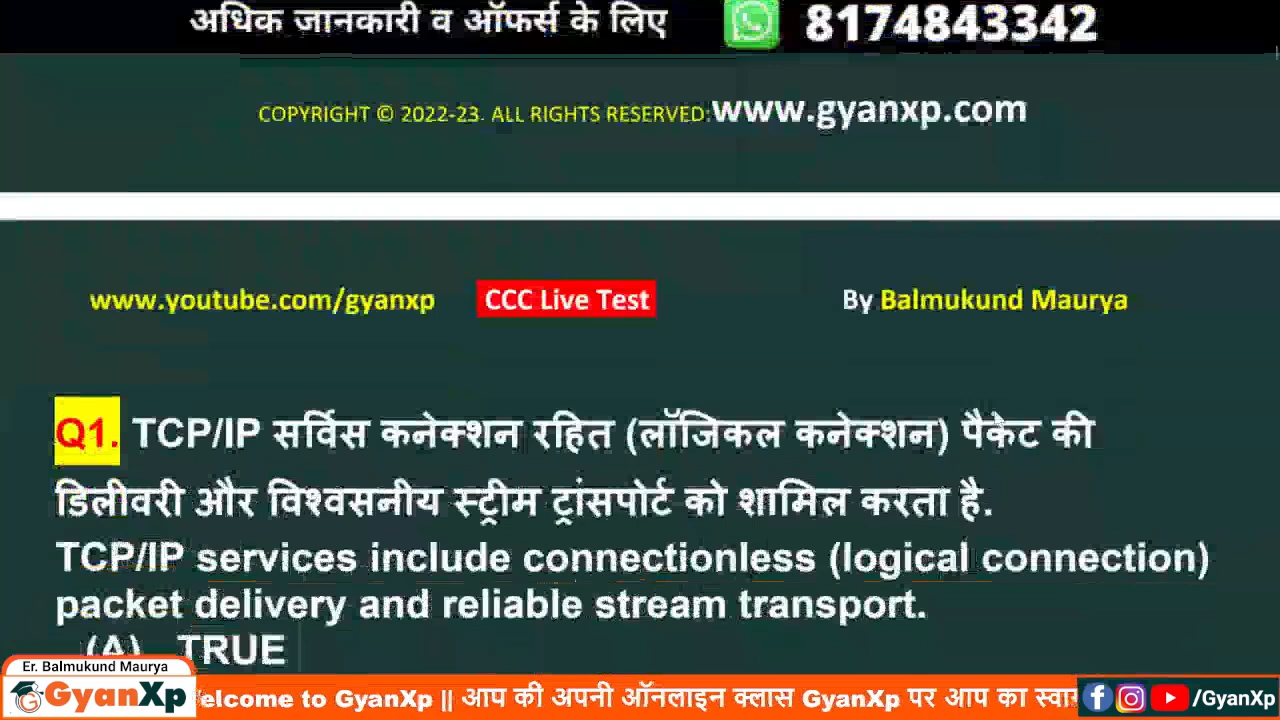 अधिक जानकारी व ऑफर्स के लिए 8174843342
COPYRIGHT © 2022-23. ALL RIGHTS RESERVED:www.gyanxp.com
www.youtube.com/gyanxp CCC Live Test By Balmukund Maurya
Q1. TCP/IP सर्विस कनेक्शन रहित (लॉजिकल कनेक्शन) पैकेट की
डिलीवरी और विश्वसनीय स्ट्रीम ट्रांसपोर्ट को शामिल करता है.
TCP/IP services include connectionless (logical connection)
packet delivery and reliable stream transport.
(A) TRUE
Er. Balmukund Maurya
GyanXp
elcome to GyanXp || आप की अपनी ऑनलाइन क्लास GyanXp पर आप का स्वा
/GyanXp